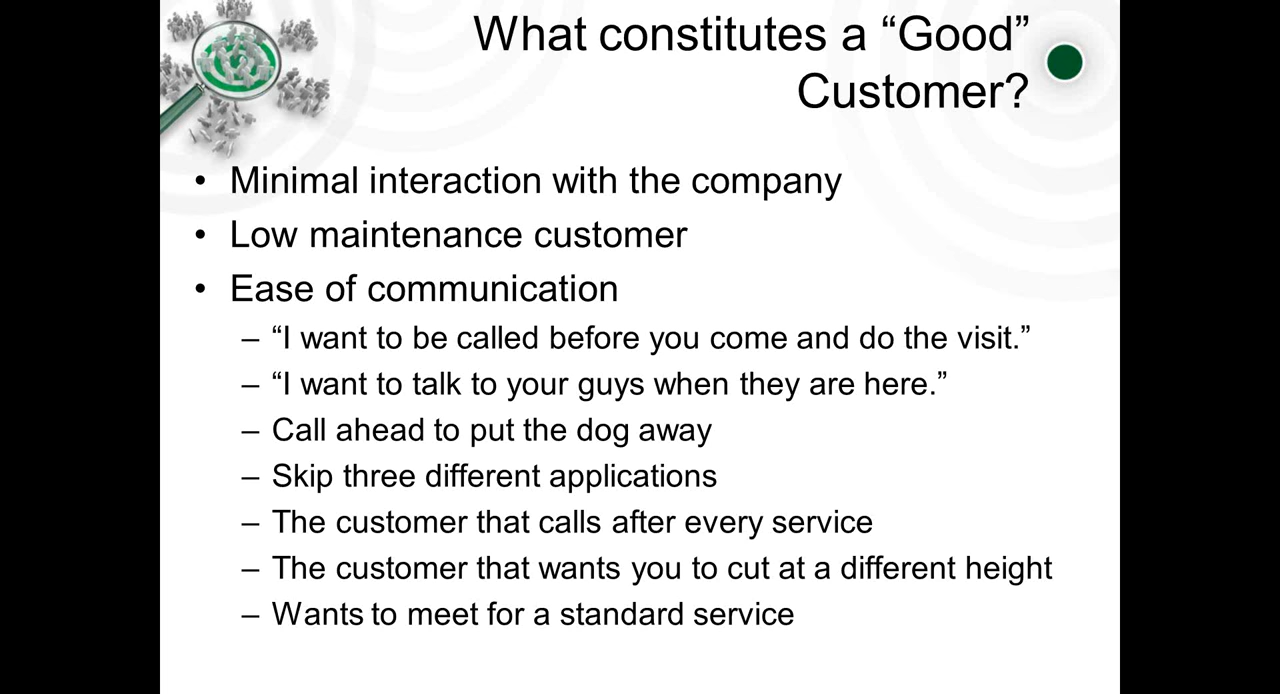 What constitutes a “Good”
Customer?
• Minimal interaction with the company
• Low maintenance customer
• Ease of communication
– “I want to be called before you come and do the visit.”
– “I want to talk to your guys when they are here.”
– Call ahead to put the dog away
– Skip three different applications
– The customer that calls after every service
– The customer that wants you to cut at a different height
– Wants to meet for a standard service